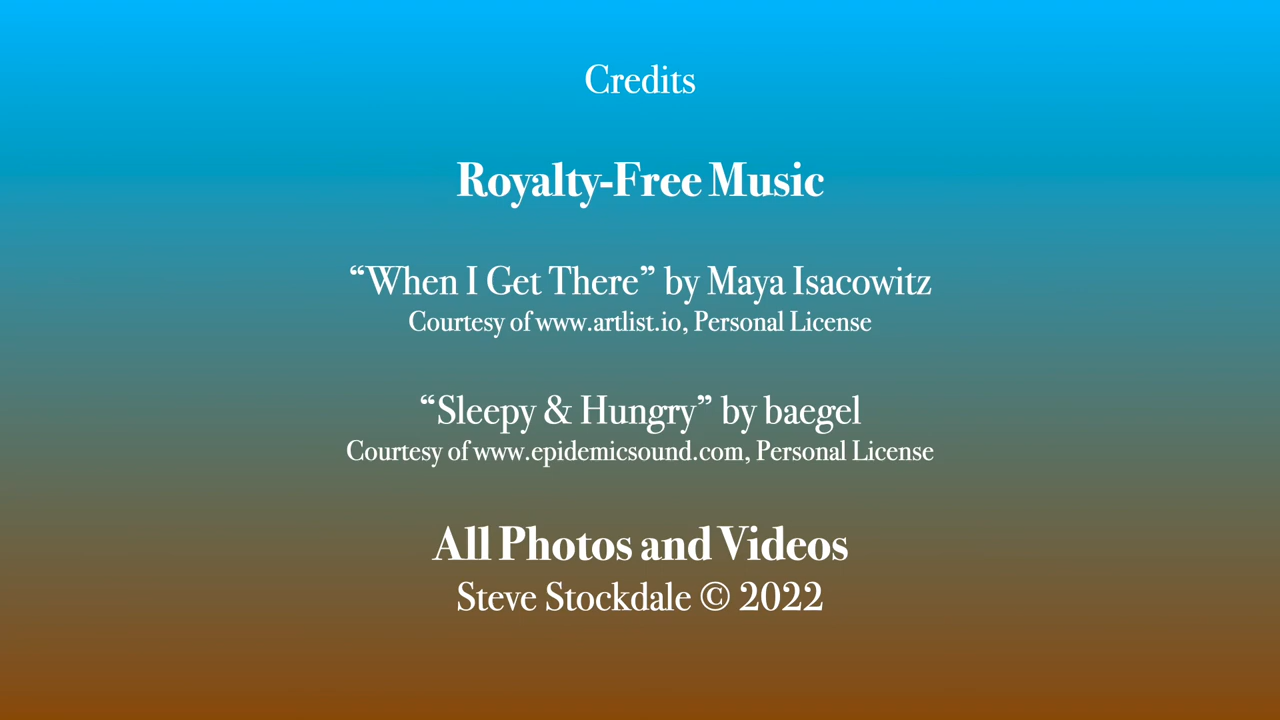 Credits
Royalty-Free Music
“When I Get There” by Maya Isacowitz
Courtesy of www.artlist.io, Personal License
“Sleepy & Hungry” by baegel
Courtesy of www.epidemicsound.com, Personal License
All Photos and Videos
Steve Stockdale © 2022